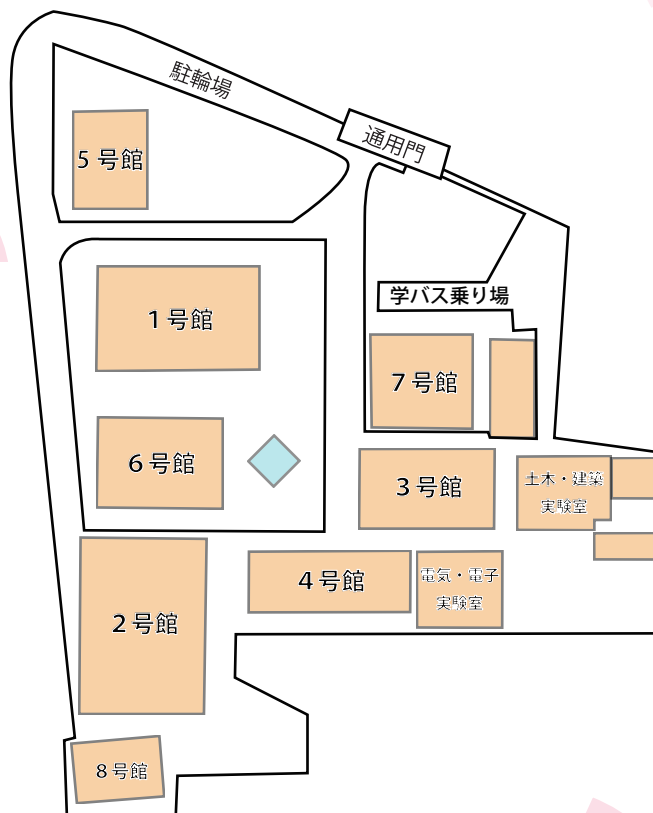 駐輪場
通用門
5号館
学バス乗り場
1号館
7号館
6号館
3号館
土木・建築
実験室
4号館
電気・電子
実験室
2号館
8号館